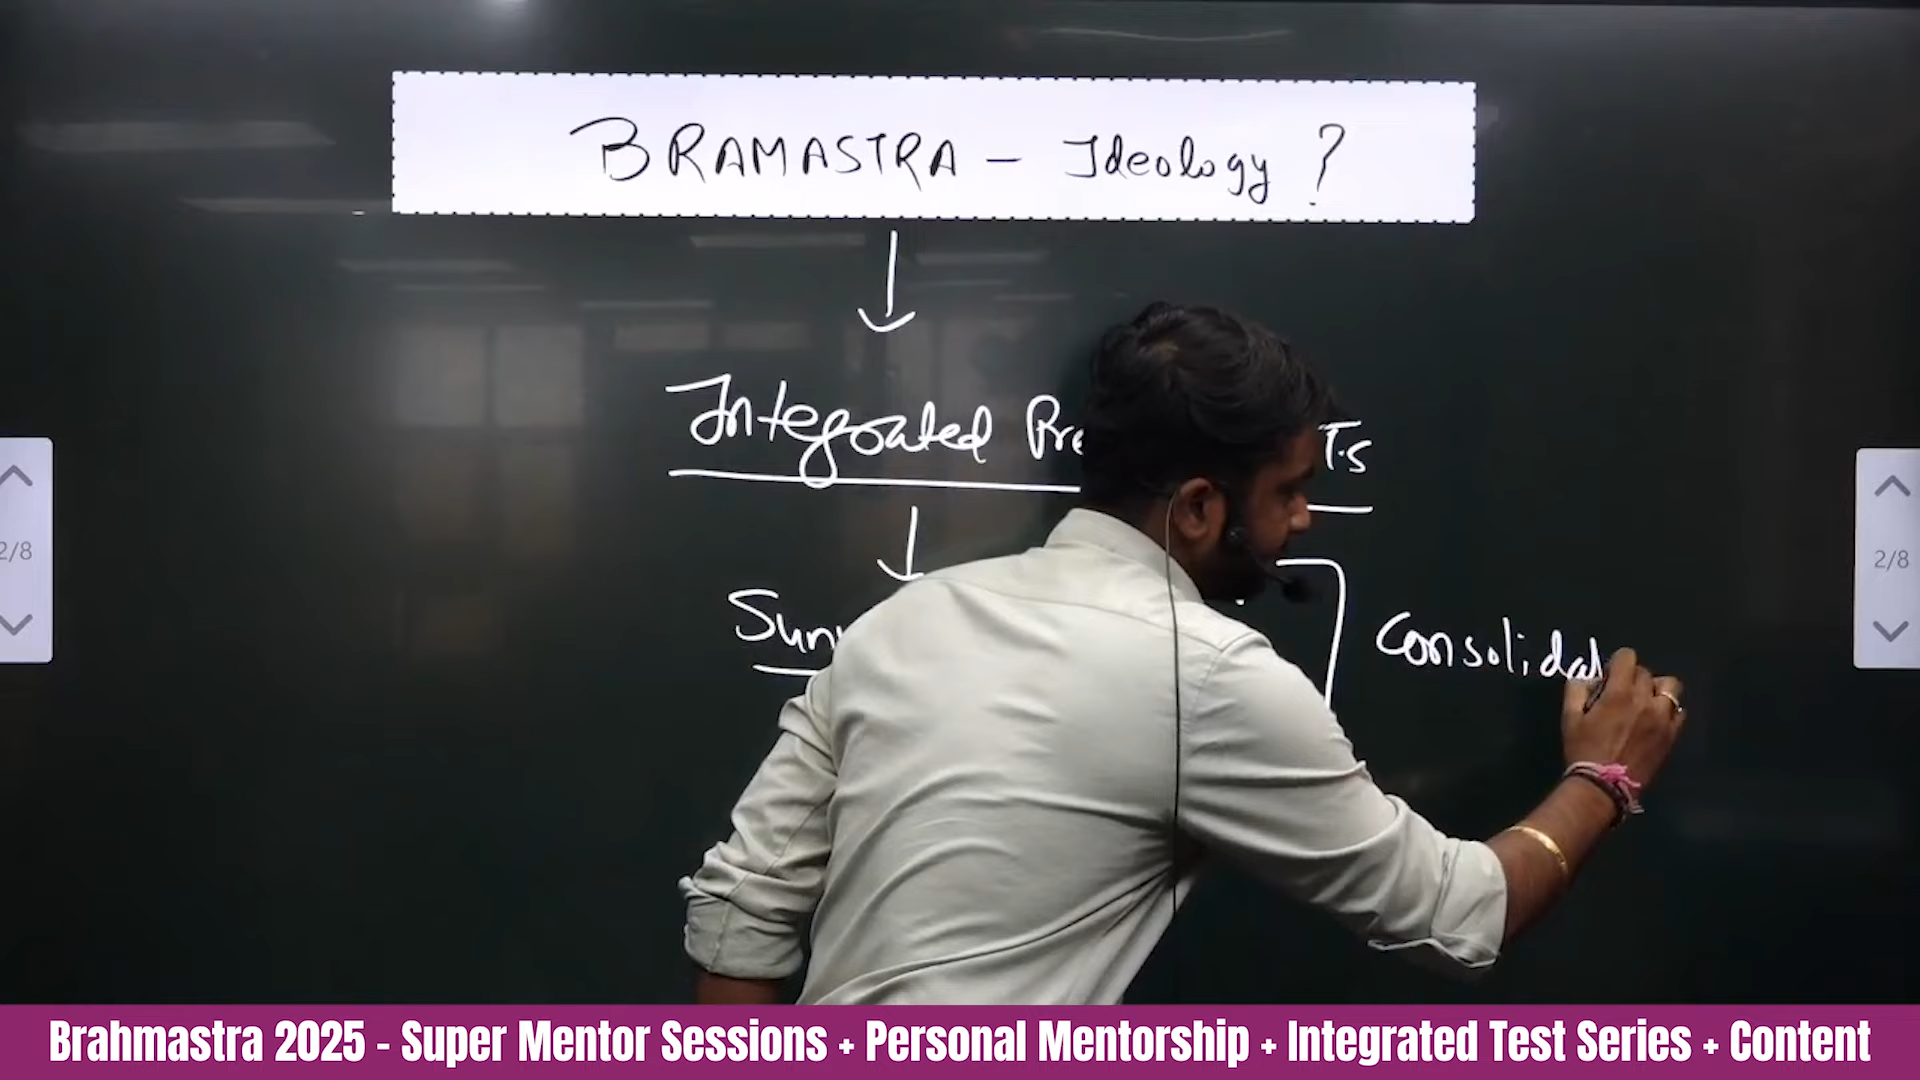 BRAMASTRA - Ideology ?
Integrated Pre T.S
Sun
Consolidat
2/8
2/8
Brahmastra 2025 - Super Mentor Sessions + Personal Mentorship + Integrated Test Series + Content